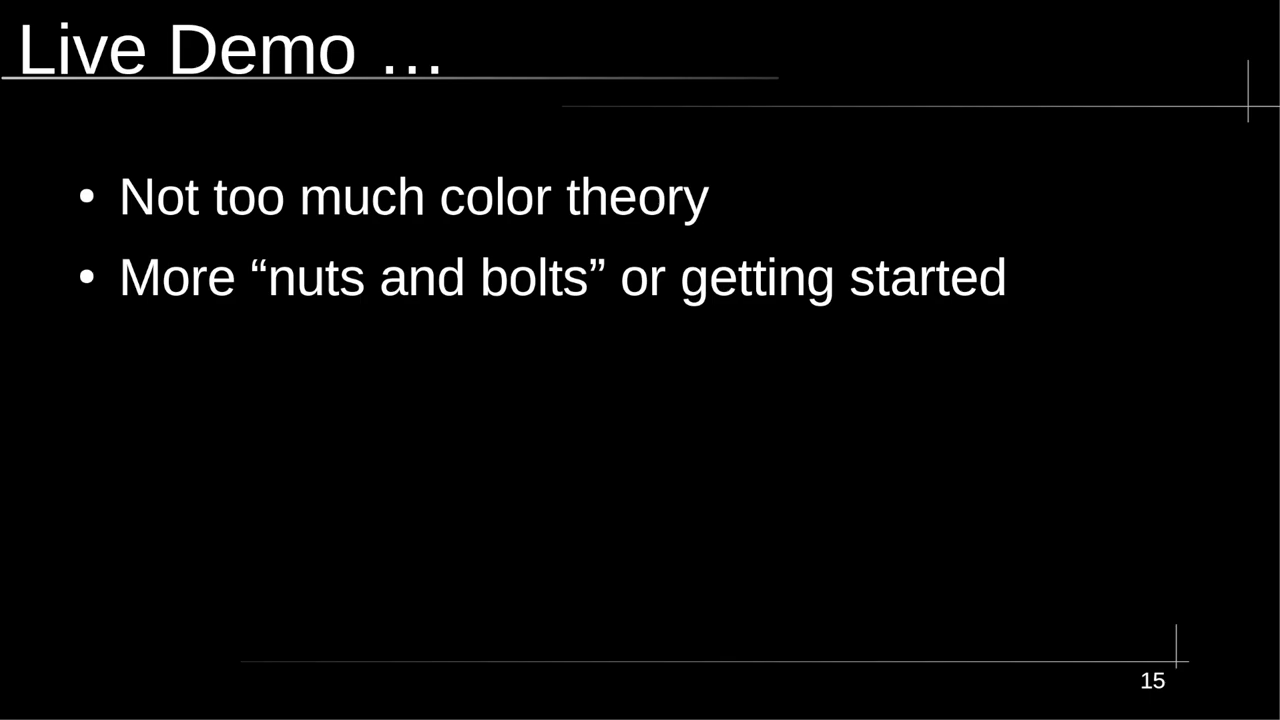 Live Demo …
• Not too much color theory
• More “nuts and bolts” or getting started
15